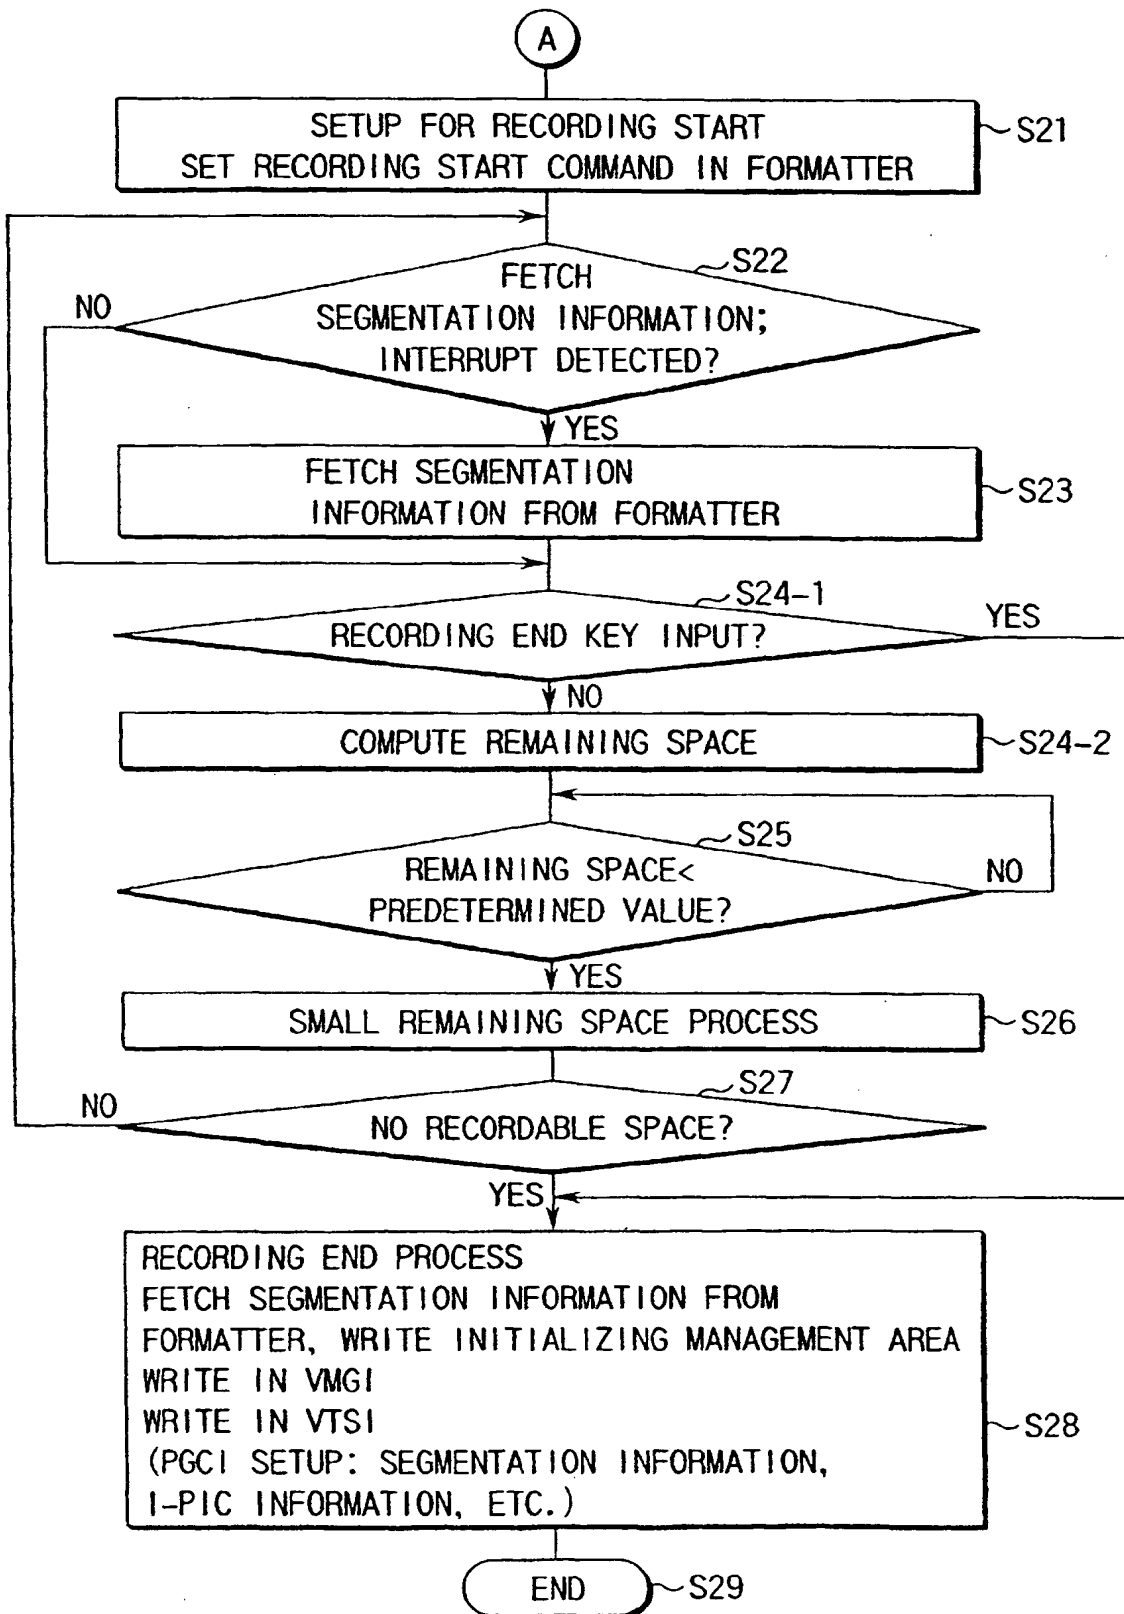 A
SETUP FOR RECORDING START
SET RECORDING START COMMAND IN FORMATTER
S21
S22
FETCH
SEGMENTATION INFORMATION;
INTERRUPT DETECTED?
NO
YES
FETCH SEGMENTATION
INFORMATION FROM FORMATTER
S23
S24-1
RECORDING END KEY INPUT?
YES
NO
COMPUTE REMAINING SPACE
S24-2
S25
REMAINING SPACE<
PREDETERMINED VALUE?
NO
YES
SMALL REMAINING SPACE PROCESS
S26
S27
NO RECORDABLE SPACE?
NO
YES
RECORDING END PROCESS
FETCH SEGMENTATION INFORMATION FROM
FORMATTER, WRITE INITIALIZING MANAGEMENT AREA
WRITE IN VMGI
WRITE IN VTSI
(PGCI SETUP: SEGMENTATION INFORMATION,
I-PIC INFORMATION, ETC.)
S28
END
S29